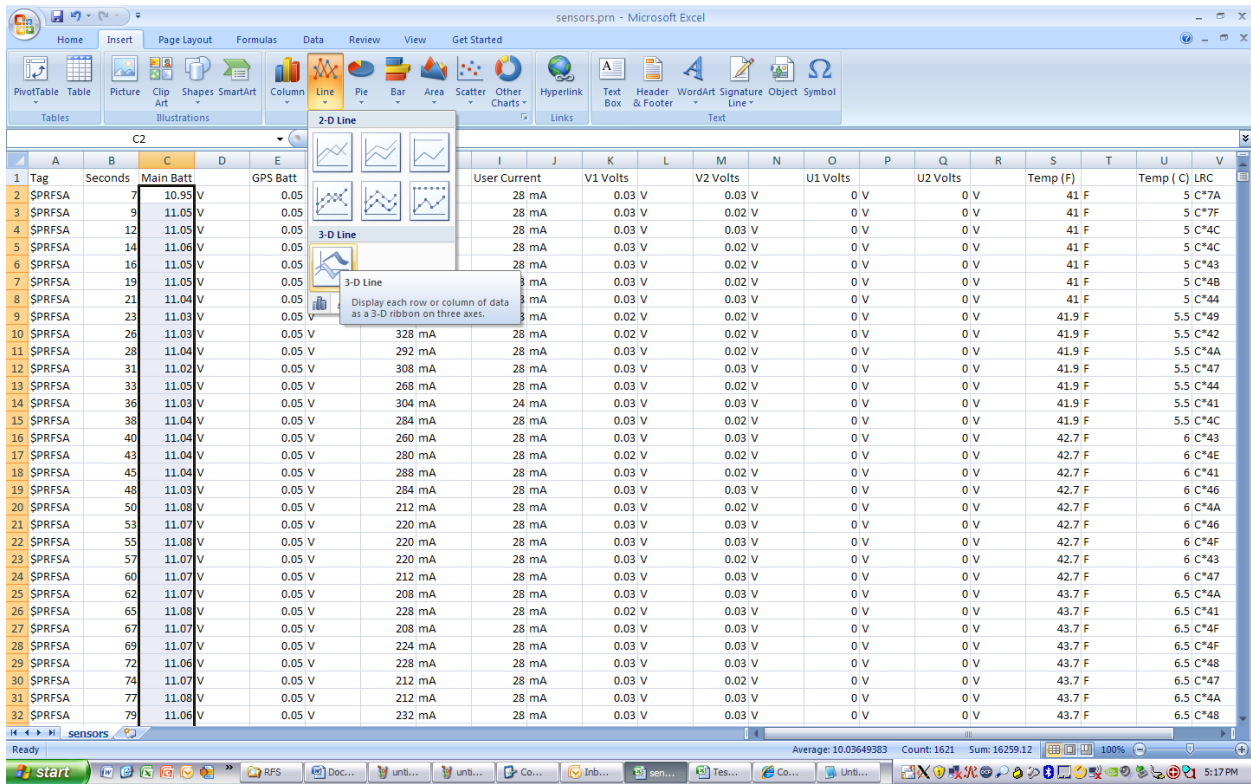 sensors.prn - Microsoft Excel
Home Insert Page Layout Formulas Data Review View Get Started
PivotTable Table Picture Clip Art Shapes SmartArt Column Line Pie Bar Area Scatter Other Charts Hyperlink Text Box Header & Footer WordArt Signature Line Object Symbol
Tables Illustrations Links Text
C2
2-D Line
3-D Line
3-D Line
Display each row or column of data
as a 3-D ribbon on three axes.
A B C D E I J K L M N O P Q R S T U V
1 Tag Seconds Main Batt GPS Batt User Current V1 Volts V2 Volts U1 Volts U2 Volts Temp (F) Temp ( C) LRC
2 $PRFSA 7 10.95 V 0.05 28 mA 0.03 V 0.03 V 0 V 0 V 41 F 5 C*7A
3 $PRFSA 9 11.05 V 0.05 28 mA 0.03 V 0.02 V 0 V 0 V 41 F 5 C*7F
4 $PRFSA 12 11.05 V 0.05 28 mA 0.03 V 0.03 V 0 V 0 V 41 F 5 C*4C
5 $PRFSA 14 11.06 V 0.05 28 mA 0.03 V 0.02 V 0 V 0 V 41 F 5 C*4C
6 $PRFSA 16 11.05 V 0.05 28 mA 0.03 V 0.02 V 0 V 0 V 41 F 5 C*43
7 $PRFSA 19 11.05 V 0.05 mA 0.03 V 0.02 V 0 V 0 V 41 F 5 C*4B
8 $PRFSA 21 11.04 V 0.05 mA 0.03 V 0.03 V 0 V 0 V 41 F 5 C*44
9 $PRFSA 23 11.03 V 0.05 V mA 0.02 V 0.02 V 0 V 0 V 41.9 F 5.5 C*49
10 $PRFSA 26 11.03 V 0.05 V 328 mA 28 mA 0.02 V 0.03 V 0 V 0 V 41.9 F 5.5 C*42
11 $PRFSA 28 11.04 V 0.05 V 292 mA 28 mA 0.03 V 0.02 V 0 V 0 V 41.9 F 5.5 C*4A
12 $PRFSA 31 11.02 V 0.05 V 308 mA 28 mA 0.03 V 0.02 V 0 V 0 V 41.9 F 5.5 C*47
13 $PRFSA 33 11.05 V 0.05 V 268 mA 28 mA 0.03 V 0.02 V 0 V 0 V 41.9 F 5.5 C*44
14 $PRFSA 36 11.03 V 0.05 V 304 mA 24 mA 0.03 V 0.03 V 0 V 0 V 41.9 F 5.5 C*41
15 $PRFSA 38 11.04 V 0.05 V 284 mA 28 mA 0.03 V 0.02 V 0 V 0 V 41.9 F 5.5 C*4C
16 $PRFSA 40 11.04 V 0.05 V 260 mA 28 mA 0.03 V 0.03 V 0 V 0 V 42.7 F 6 C*43
17 $PRFSA 43 11.04 V 0.05 V 280 mA 28 mA 0.02 V 0.02 V 0 V 0 V 42.7 F 6 C*4E
18 $PRFSA 45 11.04 V 0.05 V 288 mA 28 mA 0.03 V 0.02 V 0 V 0 V 42.7 F 6 C*41
19 $PRFSA 48 11.03 V 0.05 V 284 mA 28 mA 0.03 V 0.03 V 0 V 0 V 42.7 F 6 C*46
20 $PRFSA 50 11.08 V 0.05 V 212 mA 28 mA 0.03 V 0.02 V 0 V 0 V 42.7 F 6 C*4A
21 $PRFSA 53 11.07 V 0.05 V 220 mA 28 mA 0.03 V 0.03 V 0 V 0 V 42.7 F 6 C*46
22 $PRFSA 55 11.08 V 0.05 V 220 mA 28 mA 0.03 V 0.03 V 0 V 0 V 42.7 F 6 C*4F
23 $PRFSA 57 11.07 V 0.05 V 220 mA 28 mA 0.03 V 0.02 V 0 V 0 V 42.7 F 6 C*43
24 $PRFSA 60 11.07 V 0.05 V 212 mA 28 mA 0.03 V 0.03 V 0 V 0 V 42.7 F 6 C*47
25 $PRFSA 62 11.07 V 0.05 V 208 mA 28 mA 0.03 V 0.03 V 0 V 0 V 43.7 F 6.5 C*4A
26 $PRFSA 65 11.08 V 0.05 V 228 mA 28 mA 0.02 V 0.03 V 0 V 0 V 43.7 F 6.5 C*41
27 $PRFSA 67 11.07 V 0.05 V 208 mA 28 mA 0.03 V 0.03 V 0 V 0 V 43.7 F 6.5 C*4F
28 $PRFSA 69 11.07 V 0.05 V 224 mA 28 mA 0.03 V 0.03 V 0 V 0 V 43.7 F 6.5 C*4F
29 $PRFSA 72 11.06 V 0.05 V 228 mA 28 mA 0.03 V 0.03 V 0 V 0 V 43.7 F 6.5 C*48
30 $PRFSA 74 11.07 V 0.05 V 212 mA 28 mA 0.03 V 0.02 V 0 V 0 V 43.7 F 6.5 C*47
31 $PRFSA 77 11.08 V 0.05 V 212 mA 28 mA 0.03 V 0.03 V 0 V 0 V 43.7 F 6.5 C*4A
32 $PRFSA 79 11.06 V 0.05 V 232 mA 28 mA 0.03 V 0.03 V 0 V 0 V 43.7 F 6.5 C*48
sensors
Ready Average: 10.03649383 Count: 1621 Sum: 16259.12 100%
start RFS Doc... unti... unti... Co... Inb... sen... Tes... Co... Unti... 5:17 PM